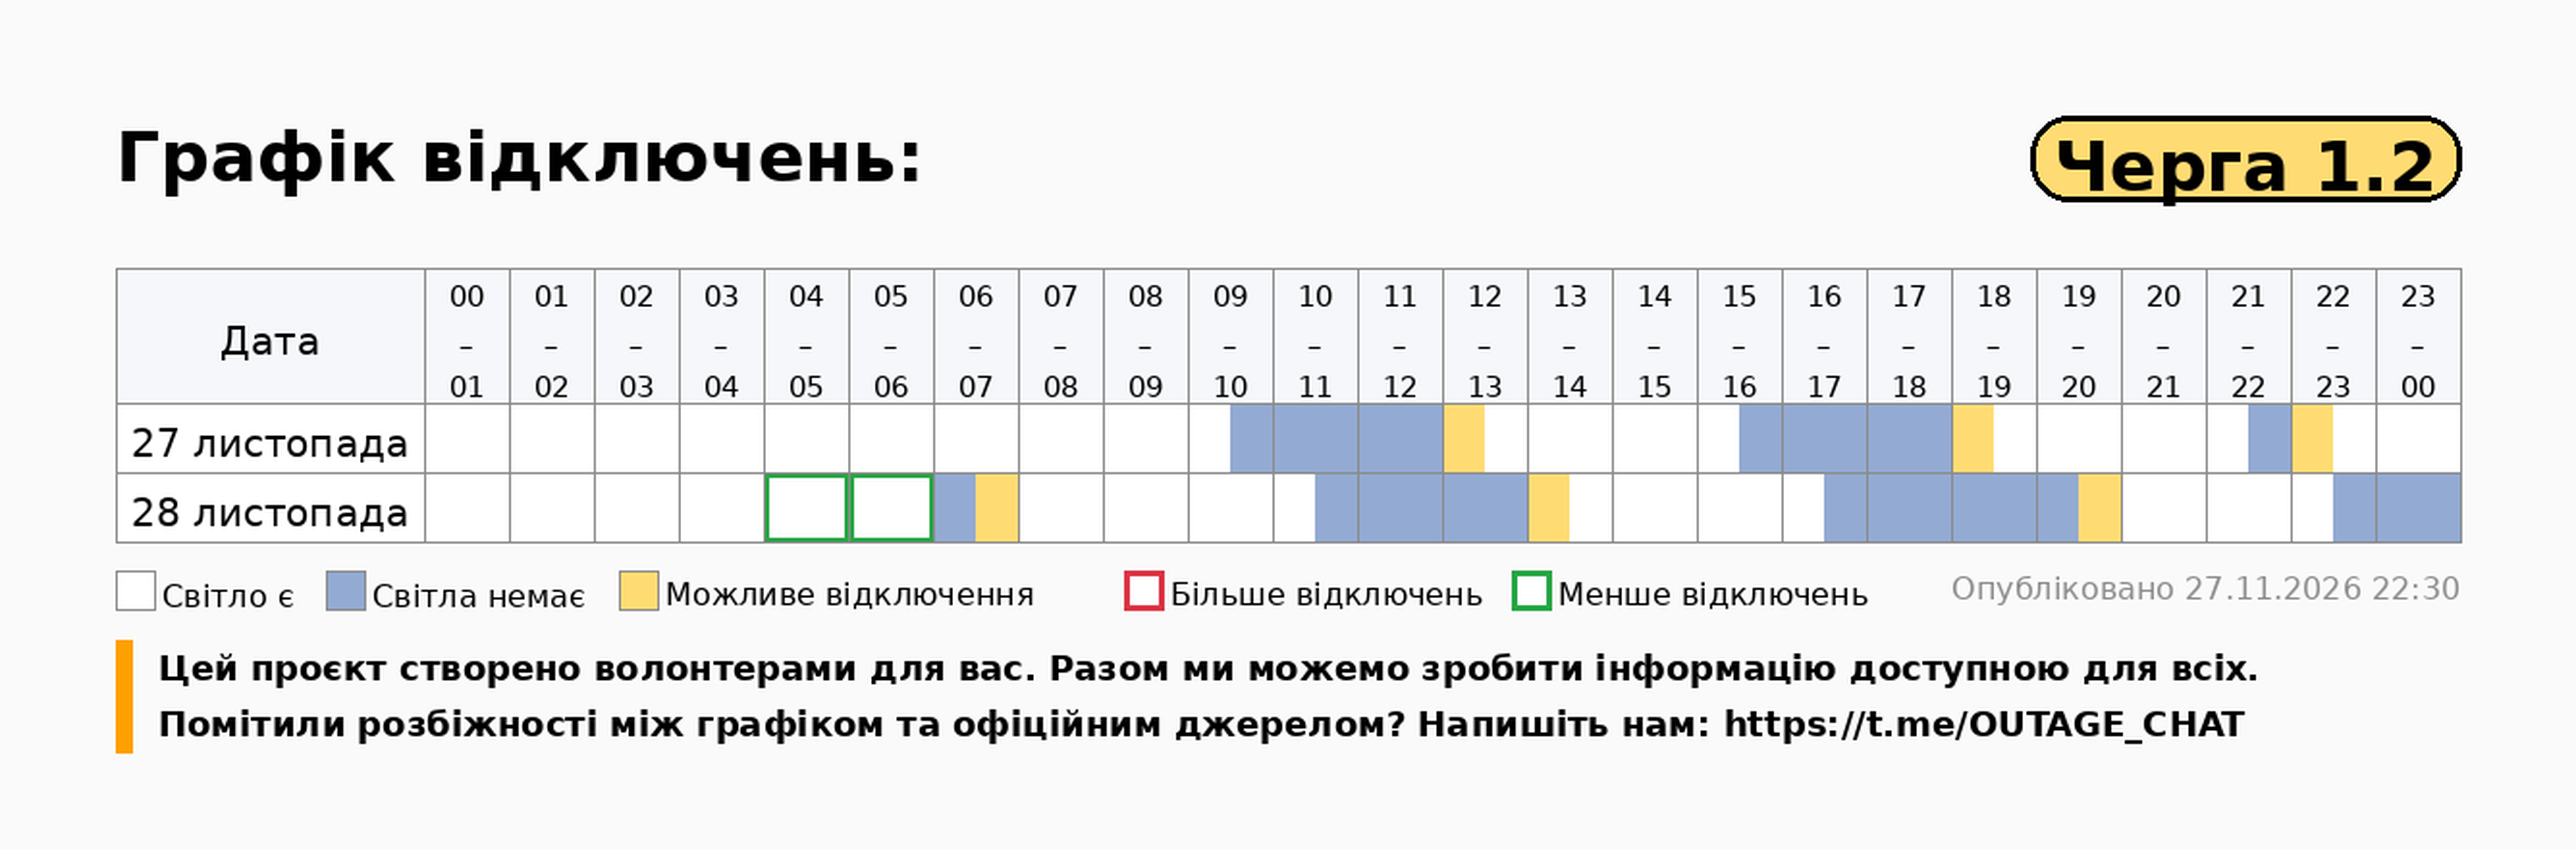 Графік відключень:
Черга 1.2
Дата
00 – 01
01 – 02
02 – 03
03 – 04
04 – 05
05 – 06
06 – 07
07 – 08
08 – 09
09 – 10
10 – 11
11 – 12
12 – 13
13 – 14
14 – 15
15 – 16
16 – 17
17 – 18
18 – 19
19 – 20
20 – 21
21 – 22
22 – 23
23 – 00
27 листопада
28 листопада
Світло є
Світла немає
Можливе відключення
Більше відключень
Менше відключень
Опубліковано 27.11.2026 22:30
Цей проєкт створено волонтерами для вас. Разом ми можемо зробити інформацію доступною для всіх.
Помітили розбіжності між графіком та офіційним джерелом? Напишіть нам: https://t.me/OUTAGE_CHAT